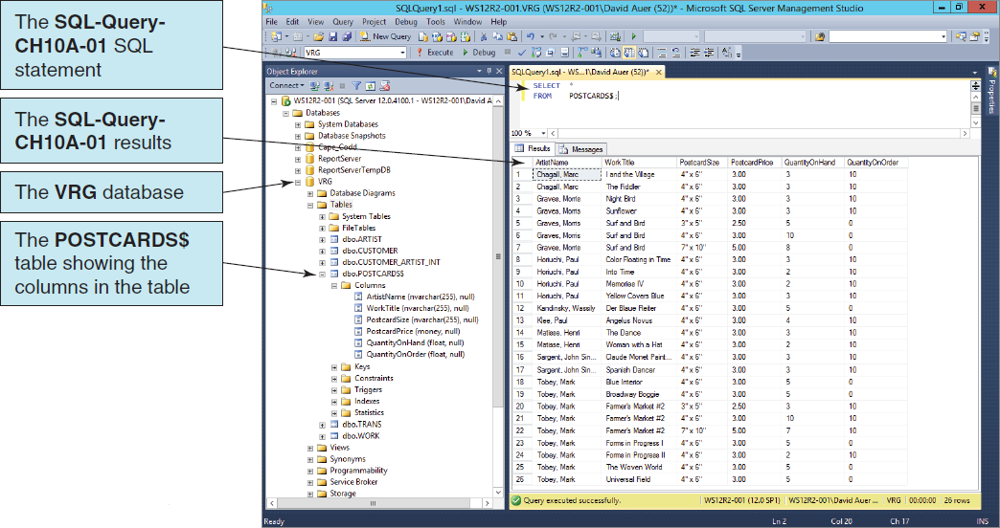 The SQL-Query-
CH10A-01 SQL
statement
The SQL-Query-
CH10A-01 results
The VRG database
The POSTCARDS$
table showing the
columns in the table
SQLQuery1.sql - WS12R2-001.VRG (WS12R2-001\David Auer (52))* - Microsoft SQL Server Management Studio
File Edit View Query Project Debug Tools Window Help
New Query
VRG Execute Debug
Object Explorer
Connect
WS12R2-001 (SQL Server 12.0.4100.1 - WS12R2-001\David A
Databases
System Databases
Database Snapshots
Cape_Codd
ReportServer
ReportServerTempDB
VRG
Database Diagrams
Tables
System Tables
FileTables
dbo.ARTIST
dbo.CUSTOMER
dbo.CUSTOMER_ARTIST_INT
dbo.POSTCARDS$
Columns
ArtistName (nvarchar(255), null)
WorkTitle (nvarchar(255), null)
PostcardSize (nvarchar(255), null)
PostcardPrice (money, null)
QuantityOnHand (float, null)
QuantityOnOrder (float, null)
Keys
Constraints
Triggers
Indexes
Statistics
dbo.TRANS
dbo.WORK
Views
Synonyms
Programmability
Service Broker
Storage
SQLQuery1.sql - WS...1\David Auer (52))*
SELECT *
FROM POSTCARDS$;
100 %
Results Messages
ArtistName WorkTitle PostcardSize PostcardPrice QuantityOnHand QuantityOnOrder
1 Chagall, Marc I and the Village 4" x 6" 3.00 3 10
2 Chagall, Marc The Fiddler 4" x 6" 3.00 2 10
3 Graves, Morris Night Bird 4" x 6" 3.00 3 10
4 Graves, Morris Sunflower 4" x 6" 3.00 3 10
5 Graves, Morris Surf and Bird 3" x 5" 2.50 5 0
6 Graves, Morris Surf and Bird 4" x 6" 3.00 10 0
7 Graves, Morris Surf and Bird 7" x 10" 5.00 8 0
8 Horiuchi, Paul Color Floating in Time 4" x 6" 3.00 3 10
9 Horiuchi, Paul Into Time 4" x 6" 3.00 2 10
10 Horiuchi, Paul Memories IV 4" x 6" 3.00 2 10
11 Horiuchi, Paul Yellow Covers Blue 4" x 6" 3.00 3 10
12 Kandinsky, Wassily Der Blaue Reiter 4" x 6" 3.00 5 0
13 Klee, Paul Angelus Novus 4" x 6" 3.00 4 10
14 Matisse, Henri The Dance 4" x 6" 3.00 3 10
15 Matisse, Henri Woman with a Hat 4" x 6" 3.00 2 10
16 Sargent, John Sin... Claude Monet Paint... 4" x 6" 3.00 3 10
17 Sargent, John Sin... Spanish Dancer 4" x 6" 3.00 3 10
18 Tobey, Mark Blue Interior 4" x 6" 3.00 5 0
19 Tobey, Mark Broadway Boggie 4" x 6" 3.00 5 0
20 Tobey, Mark Farmer's Market #2 3" x 5" 2.50 3 10
21 Tobey, Mark Farmer's Market #2 4" x 6" 3.00 10 10
22 Tobey, Mark Farmer's Market #2 7" x 10" 5.00 7 10
23 Tobey, Mark Forms in Progress I 4" x 6" 3.00 5 0
24 Tobey, Mark Forms in Progress II 4" x 6" 3.00 2 10
25 Tobey, Mark The Woven World 4" x 6" 3.00 5 0
26 Tobey, Mark Universal Field 4" x 6" 3.00 5 0
Query executed successfully. WS12R2-001 (12.0 SP1) WS12R2-001\David Auer ... VRG 00:00:00 26 rows
Properties
Ready Ln 2 Col 20 Ch 17 INS